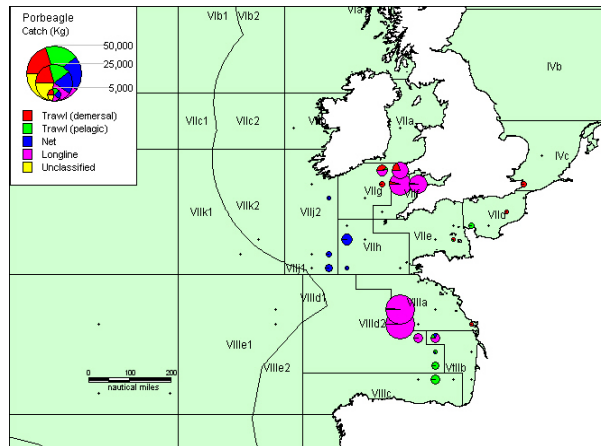 Porbeagle
Catch (Kg)
50,000
25,000
5,000
Trawl (demersal)
Trawl (pelagic)
Net
Longline
Unclassified
VIb1 VIb2
VIa
IVb
VIIc1 VIIc2
VIIa
IVc
VIIg
VIIk1 VIIk2 VIIj2
VIId
VIIe
VIIh
VIIj1
VIIId1
VIIIa
VIIId2
VIIIe1
VIIIe2
VIIIb
VIIIc
0 100 200
nautical miles